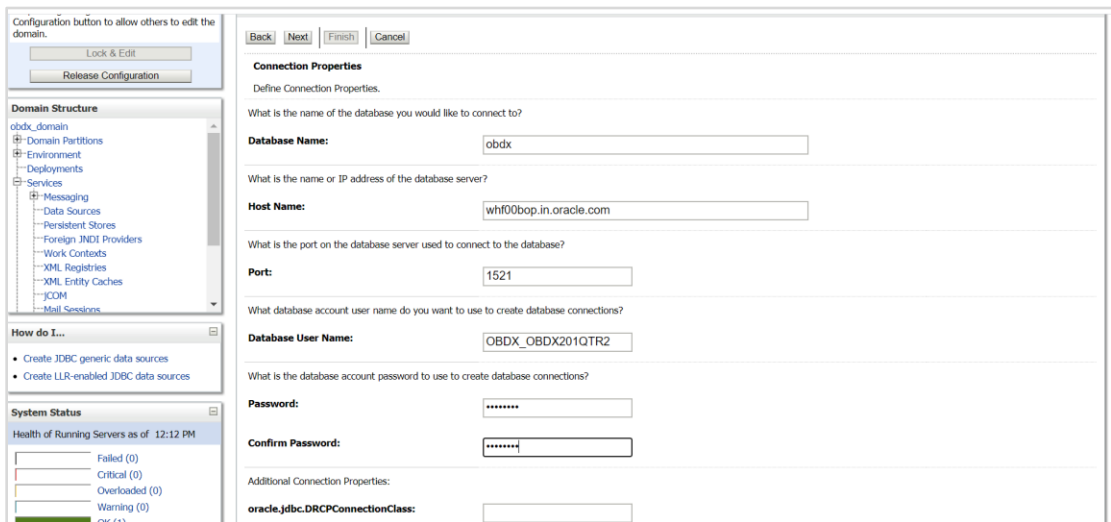 Configuration button to allow others to edit the
domain.
Lock & Edit
Release Configuration
Domain Structure
obdx_domain
Domain Partitions
Environment
Deployments
Services
Messaging
Data Sources
Persistent Stores
Foreign JNDI Providers
Work Contexts
XML Registries
XML Entity Caches
jCOM
Mail Sessions
How do I...
Create JDBC generic data sources
Create LLR-enabled JDBC data sources
System Status
Health of Running Servers as of 12:12 PM
Failed (0)
Critical (0)
Overloaded (0)
Warning (0)
OK (1)
Back Next Finish Cancel
Connection Properties
Define Connection Properties.
What is the name of the database you would like to connect to?
Database Name: obdx
What is the name or IP address of the database server?
Host Name: whf00bop.in.oracle.com
What is the port on the database server used to connect to the database?
Port: 1521
What database account user name do you want to use to create database connections?
Database User Name: OBDX_OBDX201QTR2
What is the database account password to use to create database connections?
Password: ••••••••
Confirm Password: ••••••••
Additional Connection Properties:
oracle.jdbc.DRCPConnectionClass: